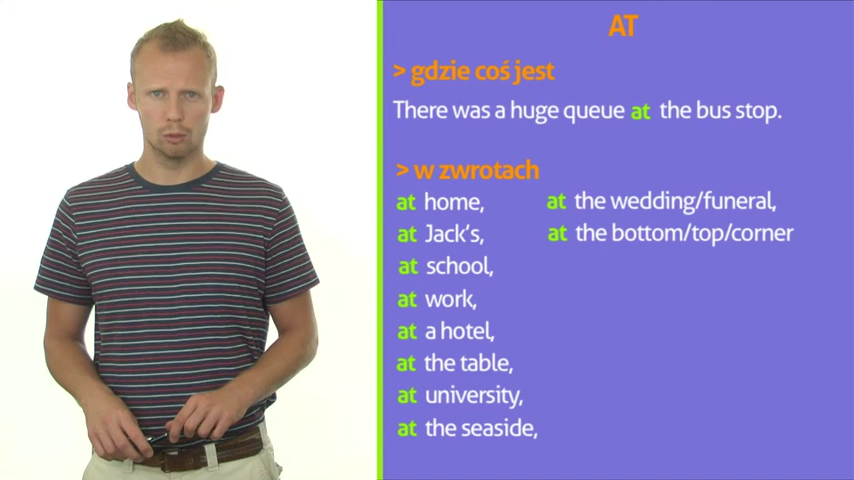 AT
> gdzie coś jest
There was a huge queue at the bus stop.
> w zwrotach
at home,
at Jack's,
at school,
at work,
at a hotel,
at the table,
at university,
at the seaside,
at the wedding/funeral,
at the bottom/top/corner